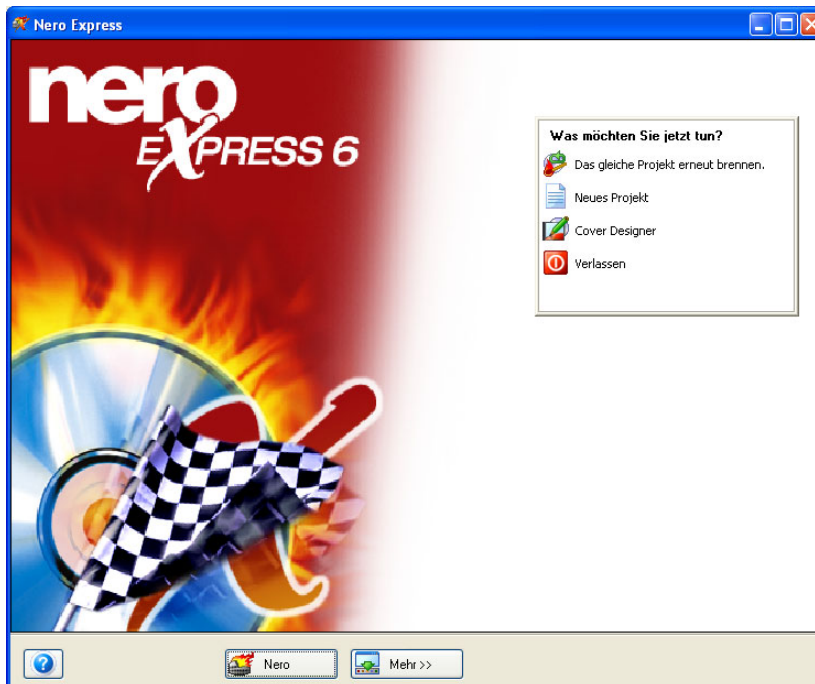 Nero Express
nero
EXPRESS 6
Was möchten Sie jetzt tun?
Das gleiche Projekt erneut brennen.
Neues Projekt
Cover Designer
Verlassen
Nero
Mehr >>